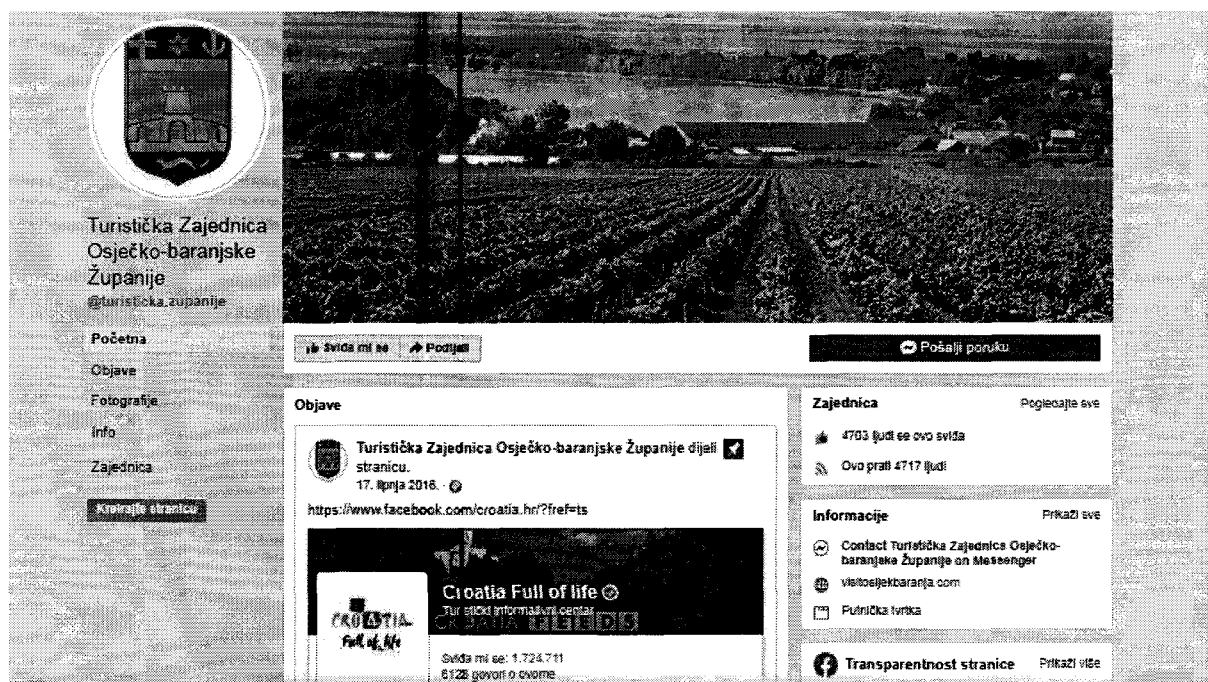 Turistička Zajednica
Osječko-baranjske
Županije
@turisticka.zupanije
Početna
Objave
Fotografije
Info
Zajednica
Kreirajte stranicu
Sviđa mi se
Podijeli
Pošalji poruku
Objave
Turistička Zajednica Osječko-baranjske Županije dijeli
stranicu.
17. lipnja 2016.
https://www.facebook.com/croatia.hr/?fref=ts
CROATIA
Full of life
Croatia Full of life
Turistički informativni centar
CROATIA FEEDS
Sviđa mi se: 1.724.711
6128 govori o ovome
Zajednica
Pogledajte sve
4703 ljudi se ovo sviđa
Ovo prati 4717 ljudi
Informacije
Prikaži sve
Contact Turistička Zajednica Osječko-
baranjske Županije on Messenger
visitosijekbaranja.com
Putnička tvrtka
Transparentnost stranice
Prikaži više